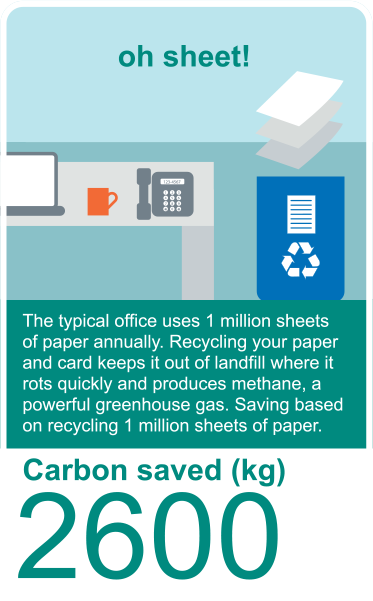 oh sheet!
The typical office uses 1 million sheets
of paper annually. Recycling your paper
and card keeps it out of landfill where it
rots quickly and produces methane, a
powerful greenhouse gas. Saving based
on recycling 1 million sheets of paper.
Carbon saved (kg)
2600